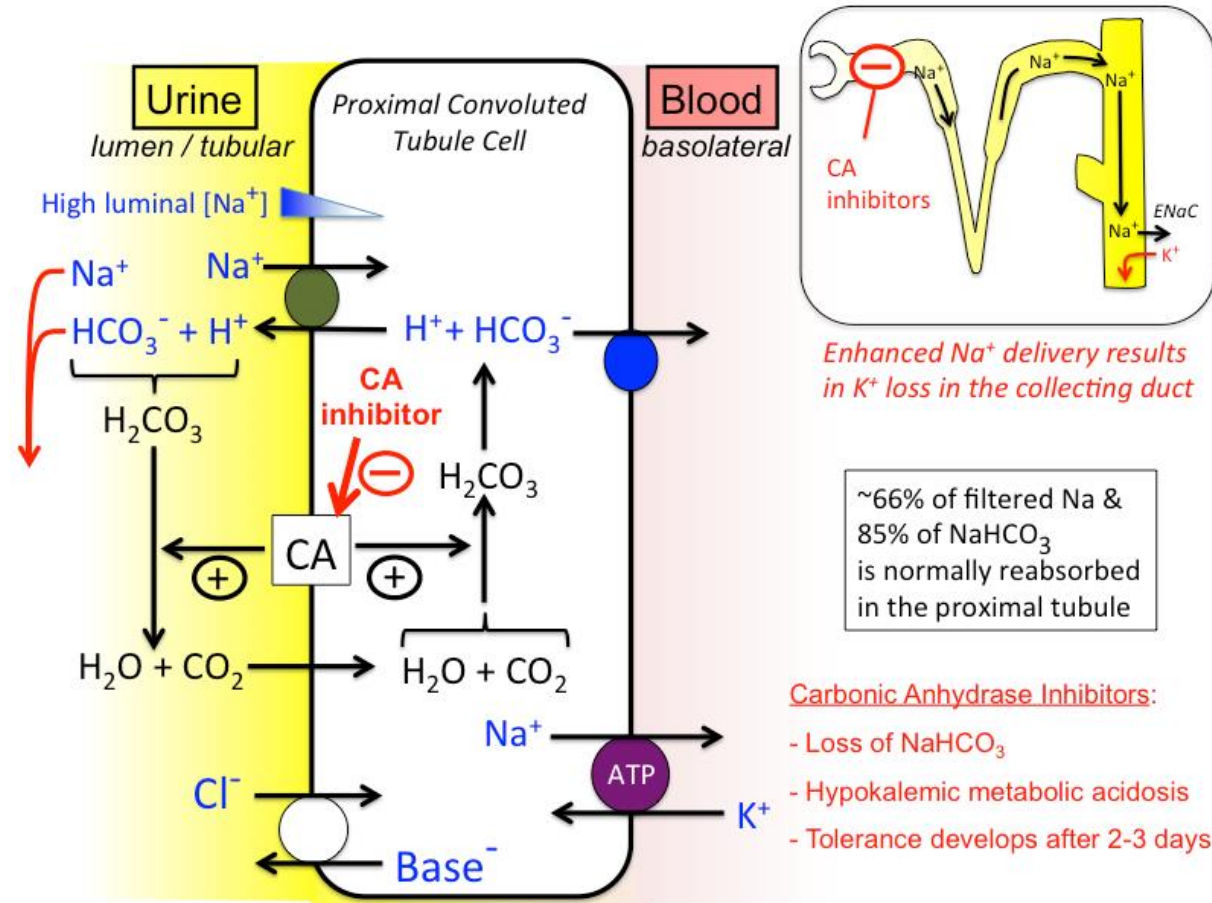 Urine
lumen / tubular
Proximal Convoluted
Tubule Cell
Blood
basolateral
High luminal [Na⁺]
Na⁺
Na⁺
HCO₃⁻ + H⁺
H⁺ + HCO₃⁻
H₂CO₃
CA
inhibitor
−
H₂CO₃
CA
+
+
H₂O + CO₂
H₂O + CO₂
Na⁺
ATP
K⁺
Cl⁻
Base⁻
−
Na⁺
Na⁺
Na⁺
CA
inhibitors
Na⁺
ENaC
K⁺
Enhanced Na⁺ delivery results
in K⁺ loss in the collecting duct
~66% of filtered Na &
85% of NaHCO₃
is normally reabsorbed
in the proximal tubule
Carbonic Anhydrase Inhibitors:
- Loss of NaHCO₃
- Hypokalemic metabolic acidosis
- Tolerance develops after 2-3 days